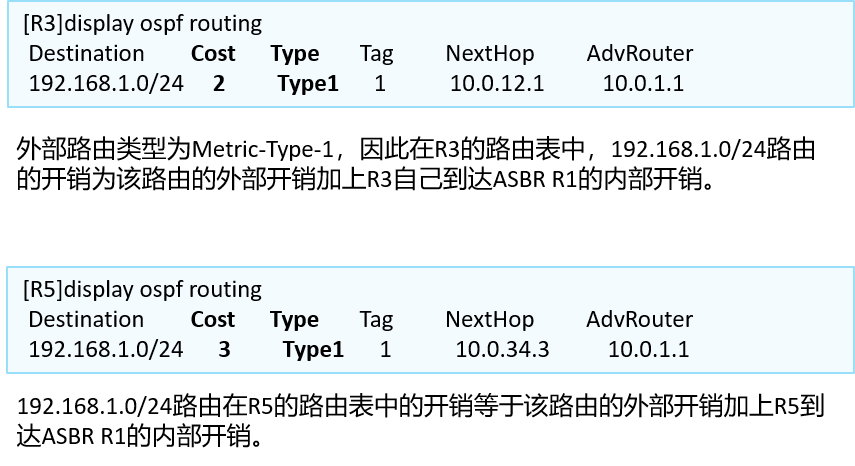 [R3]display ospf routing
Destination Cost Type Tag NextHop AdvRouter
192.168.1.0/24 2 Type1 1 10.0.12.1 10.0.1.1
外部路由类型为Metric-Type-1，因此在R3的路由表中，192.168.1.0/24路由
的开销为该路由的外部开销加上R3自己到达ASBR R1的内部开销。
[R5]display ospf routing
Destination Cost Type Tag NextHop AdvRouter
192.168.1.0/24 3 Type1 1 10.0.34.3 10.0.1.1
192.168.1.0/24路由在R5的路由表中的开销等于该路由的外部开销加上R5到
达ASBR R1的内部开销。